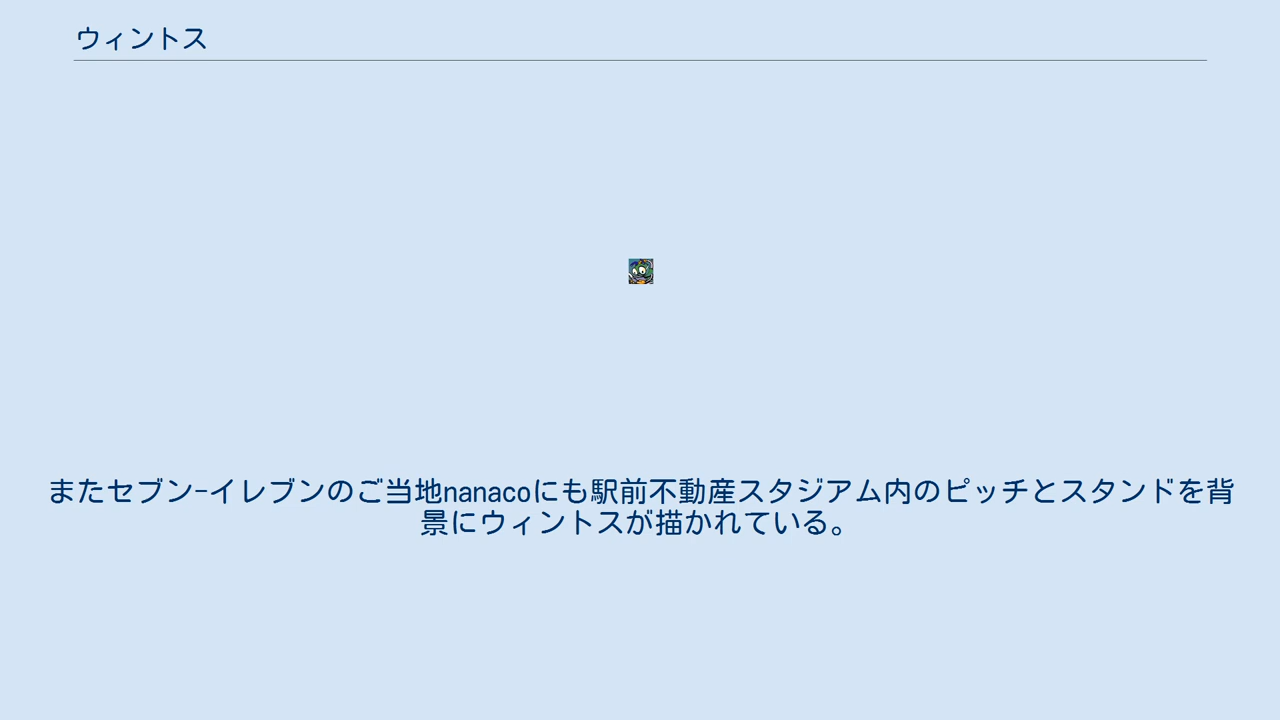 ウィントス
またセブン-イレブンのご当地nanacoにも駅前不動産スタジアム内のピッチとスタンドを背
景にウィントスが描かれている。